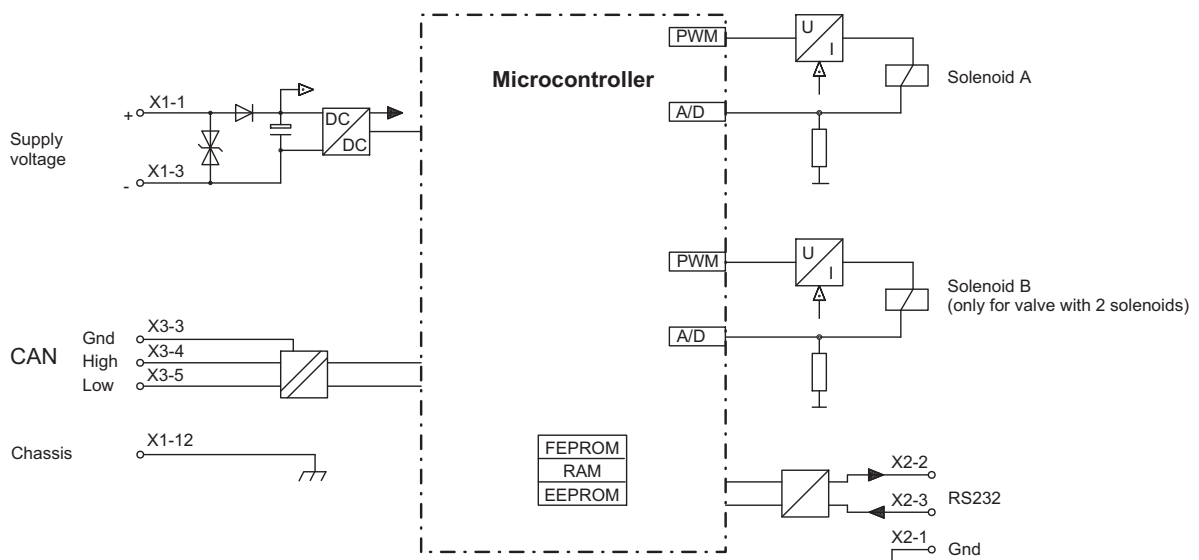 Microcontroller
Supply
voltage
+ X1-1
- X1-3
DC
DC
CAN
Gnd X3-3
High X3-4
Low X3-5
Chassis X1-12
PWM
U
I
Solenoid A
A/D
PWM
U
I
Solenoid B
(only for valve with 2 solenoids)
A/D
FEPROM
RAM
EEPROM
X2-2
X2-3 RS232
X2-1 Gnd